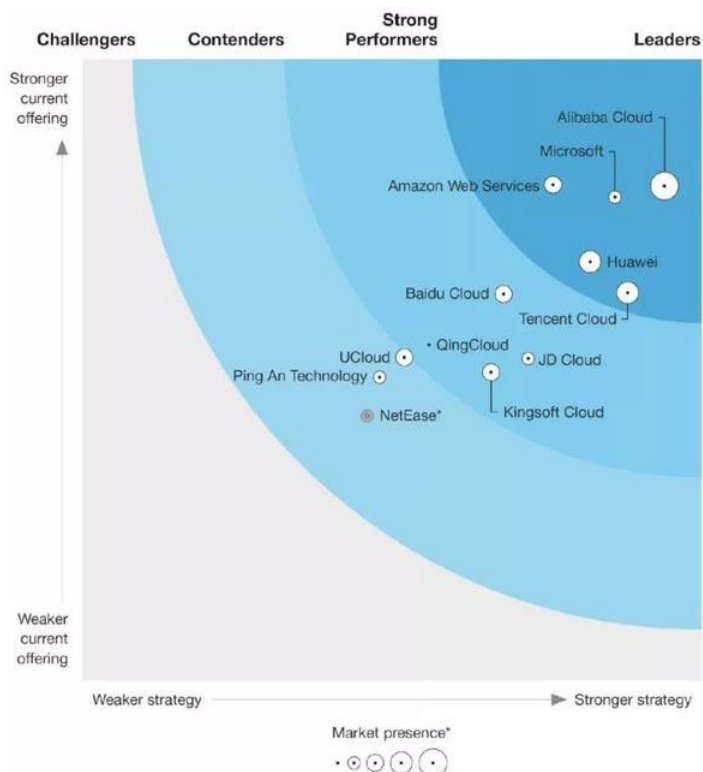 Challengers
Contenders
Strong
Performers
Leaders
Stronger
current
offering
Alibaba Cloud
Microsoft
Amazon Web Services
Huawei
Baidu Cloud
Tencent Cloud
QingCloud
UCloud
JD Cloud
Ping An Technology
Kingsoft Cloud
NetEase*
Weaker
current
offering
Weaker strategy
Stronger strategy
Market presence*